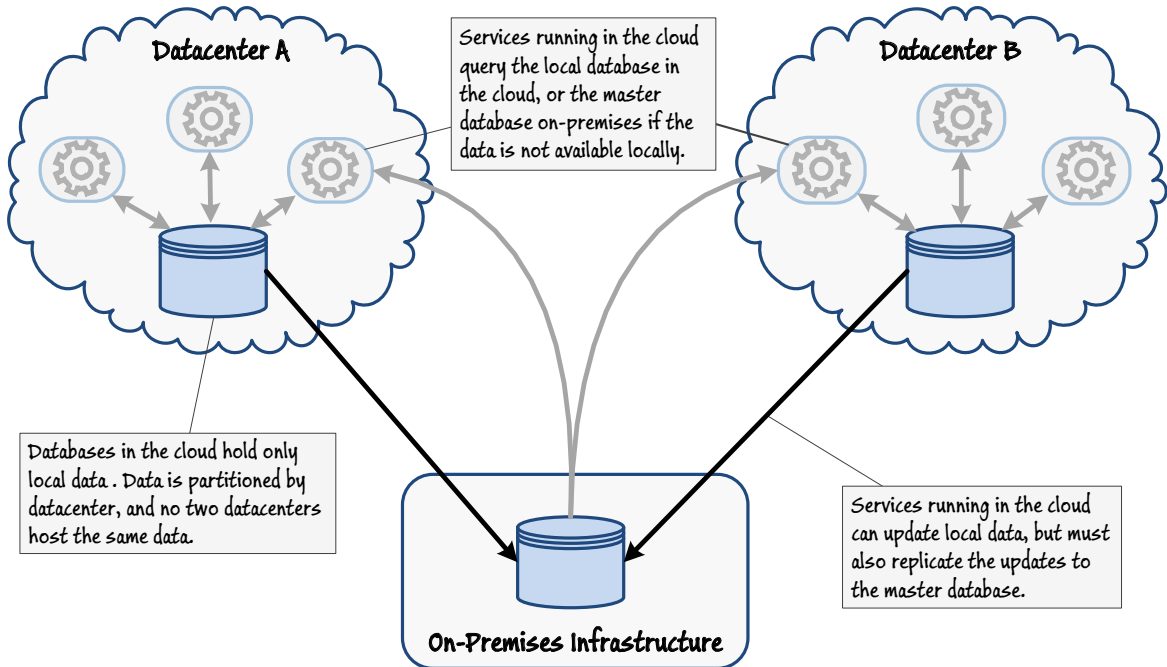 Datacenter A
Services running in the cloud
query the local database in
the cloud, or the master
database on-premises if the
data is not available locally.
Datacenter B
Databases in the cloud hold only
local data . Data is partitioned by
datacenter, and no two datacenters
host the same data.
Services running in the cloud
can update local data, but must
also replicate the updates to
the master database.
On-Premises Infrastructure